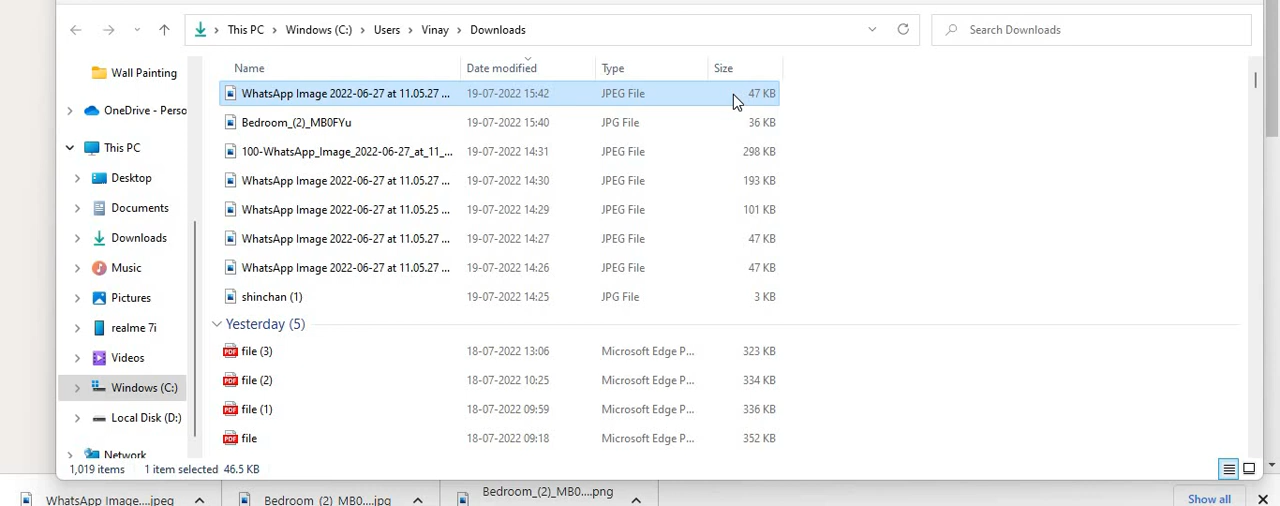 This PC > Windows (C:) > Users > Vinay > Downloads
Search Downloads
Wall Painting
OneDrive - Perso
This PC
Desktop
Documents
Downloads
Music
Pictures
realme 7i
Videos
Windows (C:)
Local Disk (D:)
Network
Name Date modified Type Size
WhatsApp Image 2022-06-27 at 11.05.27 ... 19-07-2022 15:42 JPEG File 47 KB
Bedroom_(2)_MB0FYu 19-07-2022 15:40 JPG File 36 KB
100-WhatsApp_Image_2022-06-27_at_11_... 19-07-2022 14:31 JPEG File 298 KB
WhatsApp Image 2022-06-27 at 11.05.27 ... 19-07-2022 14:30 JPEG File 193 KB
WhatsApp Image 2022-06-27 at 11.05.25 ... 19-07-2022 14:29 JPEG File 101 KB
WhatsApp Image 2022-06-27 at 11.05.27 ... 19-07-2022 14:27 JPEG File 47 KB
WhatsApp Image 2022-06-27 at 11.05.27 ... 19-07-2022 14:26 JPEG File 47 KB
shinchan (1) 19-07-2022 14:25 JPG File 3 KB
Yesterday (5)
file (3) 18-07-2022 13:06 Microsoft Edge P... 323 KB
file (2) 18-07-2022 10:25 Microsoft Edge P... 334 KB
file (1) 18-07-2022 09:59 Microsoft Edge P... 336 KB
file 18-07-2022 09:18 Microsoft Edge P... 352 KB
1,019 items 1 item selected 46.5 KB
WhatsApp Image....jpeg
Bedroom_(2)_MB0....jpg
Bedroom_(2)_MB0....png
Show all